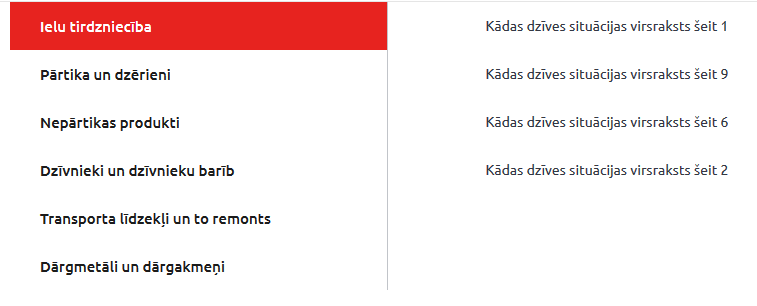 Ielu tirdzniecība
Pārtika un dzērieni
Nepārtikas produkti
Dzīvnieki un dzīvnieku barīb
Transporta līdzekļi un to remonts
Dārgmetāli un dārgakmeņi
Kādas dzīves situācijas virsraksts šeit 1
Kādas dzīves situācijas virsraksts šeit 9
Kādas dzīves situācijas virsraksts šeit 6
Kādas dzīves situācijas virsraksts šeit 2